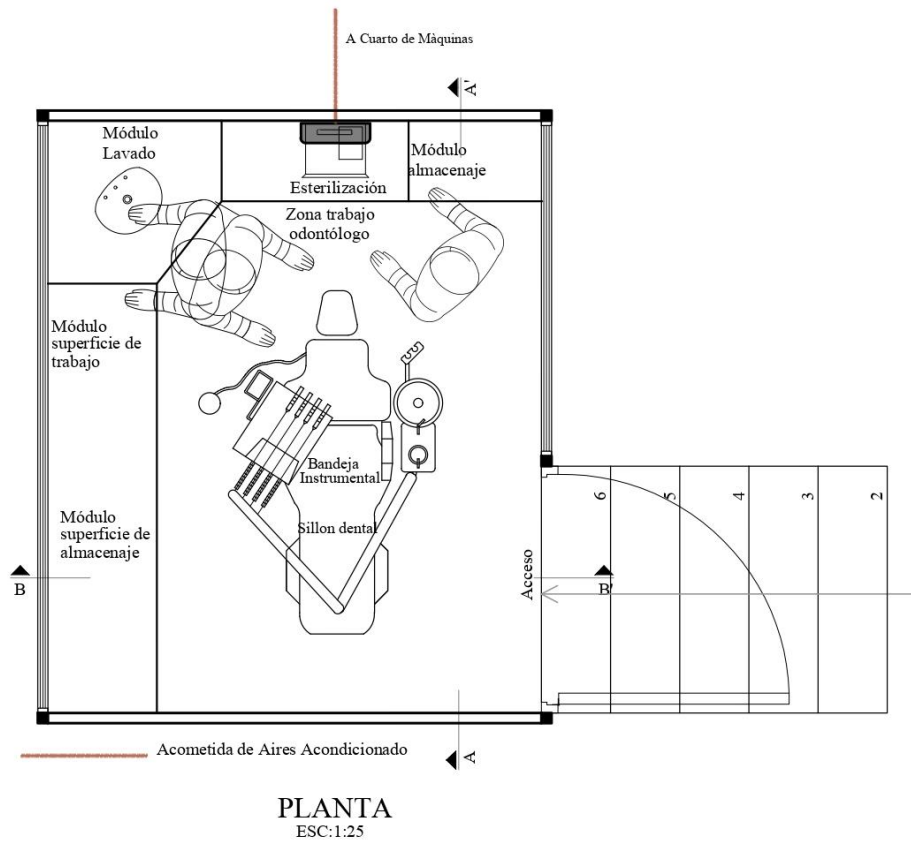 A Cuarto de Máquinas
A'
Módulo
Lavado
Módulo
almacenaje
Esterilización
Zona trabajo
odontólogo
Módulo
superficie de
trabajo
Bandeja
Instrumental
Sillon dental
Módulo
superficie de
almacenaje
6
5
4
3
2
Acceso
B
B'
A
Acometida de Aires Acondicionado
PLANTA
ESC:1:25